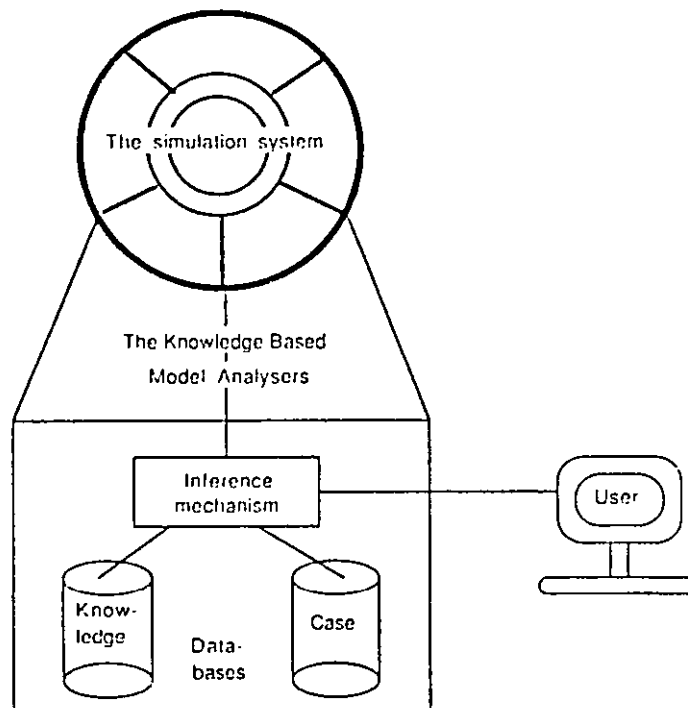 The simulation system
The Knowledge Based
Model Analysers
Inference
mechanism
User
Know-
ledge
Case
Data-
bases